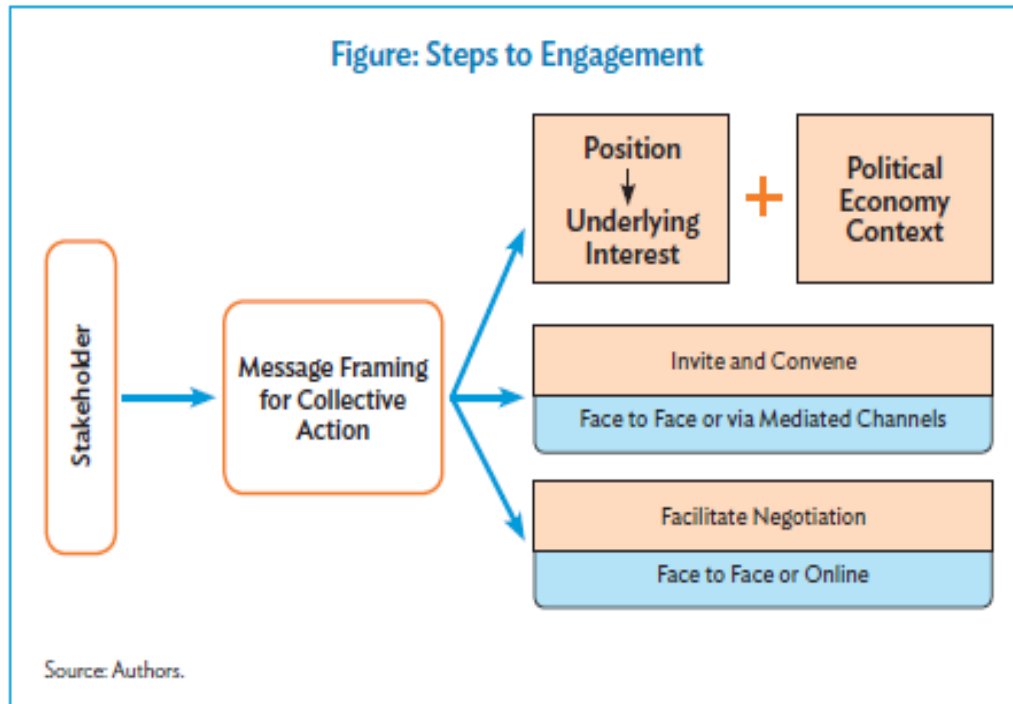 Figure: Steps to Engagement
Stakeholder
Message Framing
for Collective
Action
Position
Underlying
Interest
+
Political
Economy
Context
Invite and Convene
Face to Face or via Mediated Channels
Facilitate Negotiation
Face to Face or Online
Source: Authors.